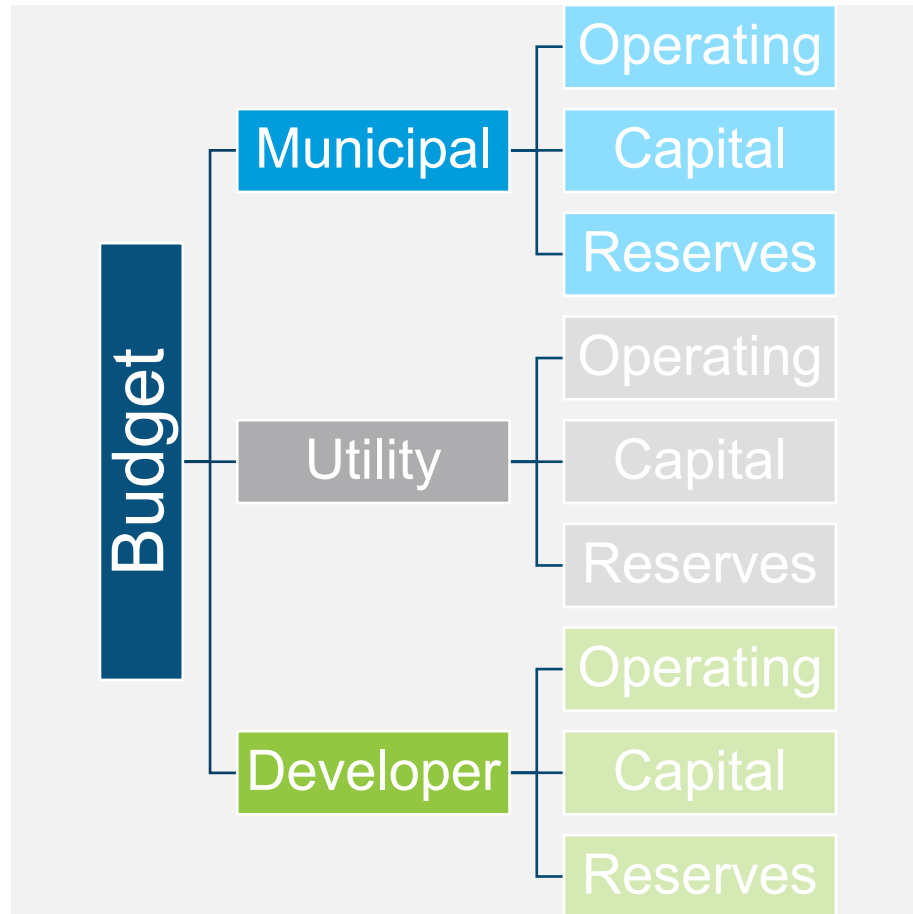 Budget
Municipal
Operating
Capital
Reserves
Utility
Operating
Capital
Reserves
Developer
Operating
Capital
Reserves